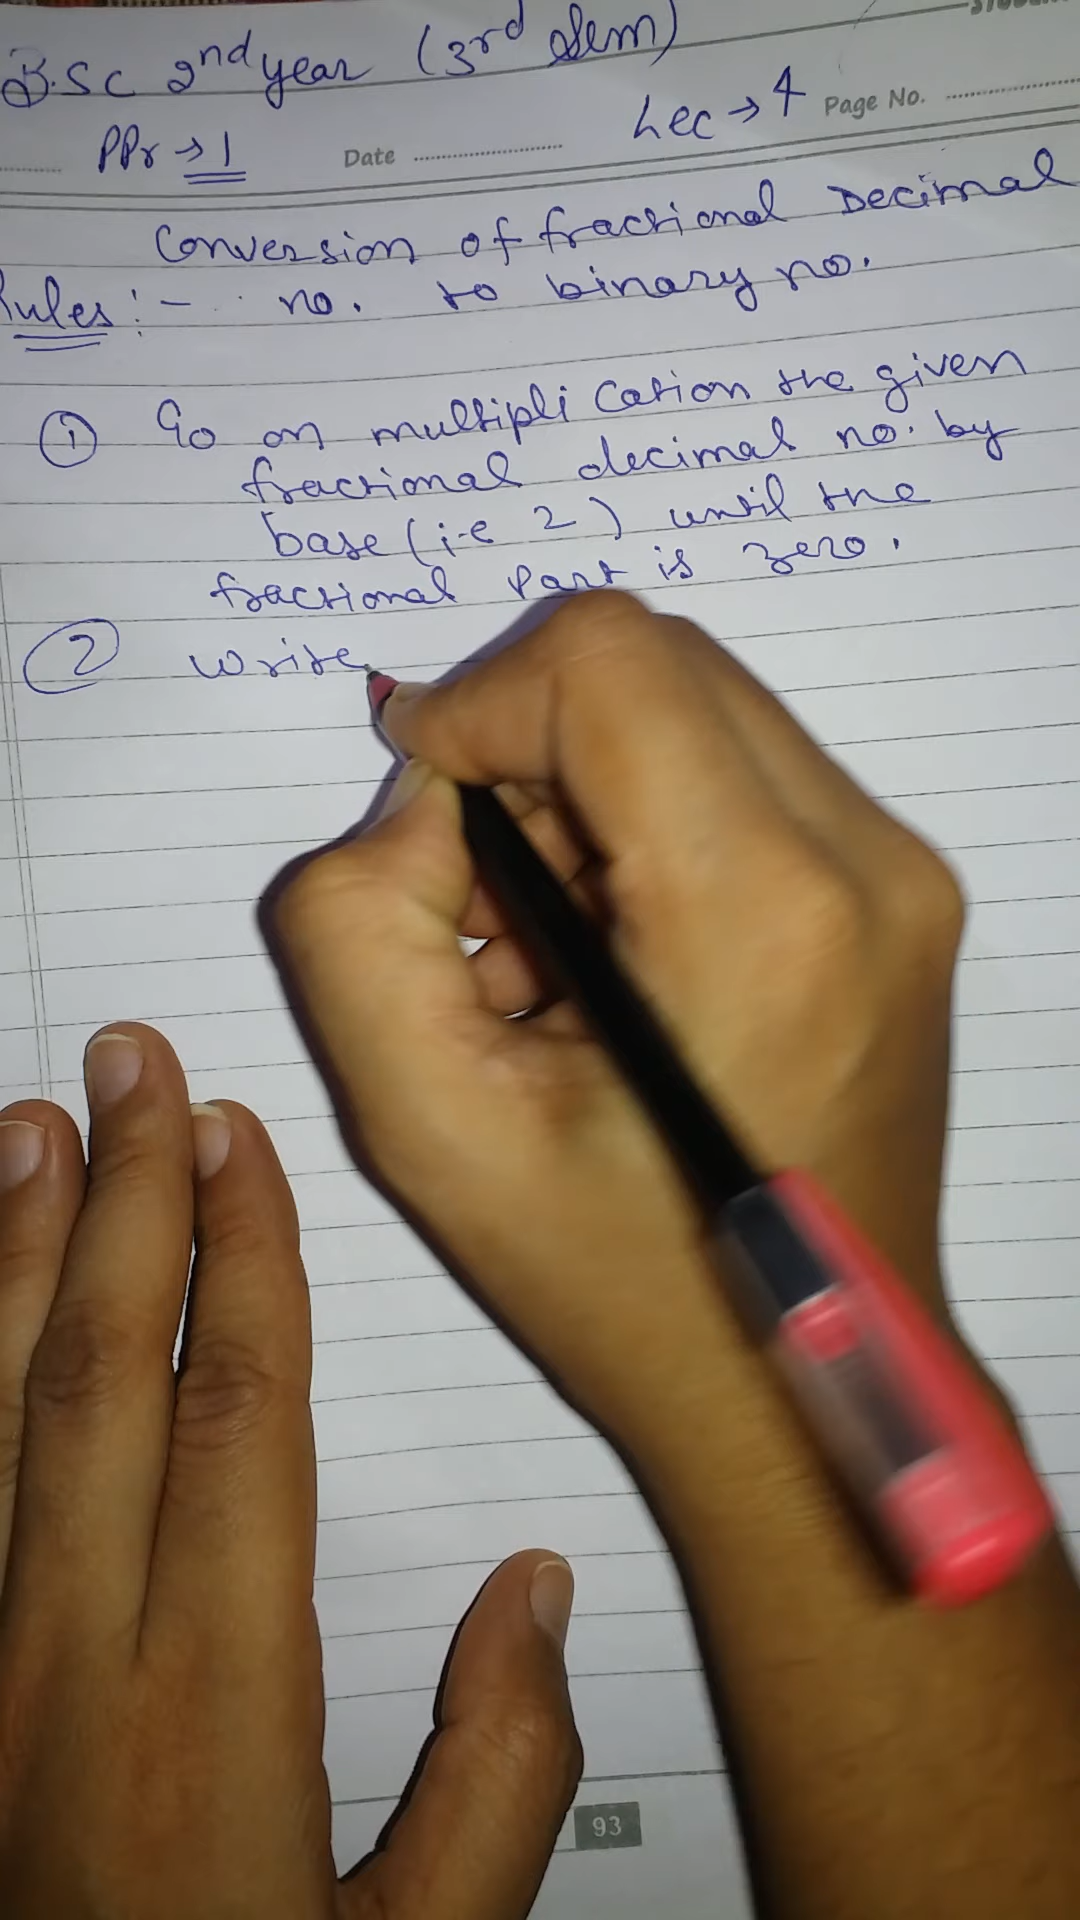 B.Sc 2nd year (3rd Sem)
PPr → 1 Date Lec → 4 Page No.
Conversion of fractional Decimal
Rules :- no. to binary no.
① Go on multipli cation the given
fractional decimal no. by
base (i-e 2) until the
fractional Part is zero.
② write
93